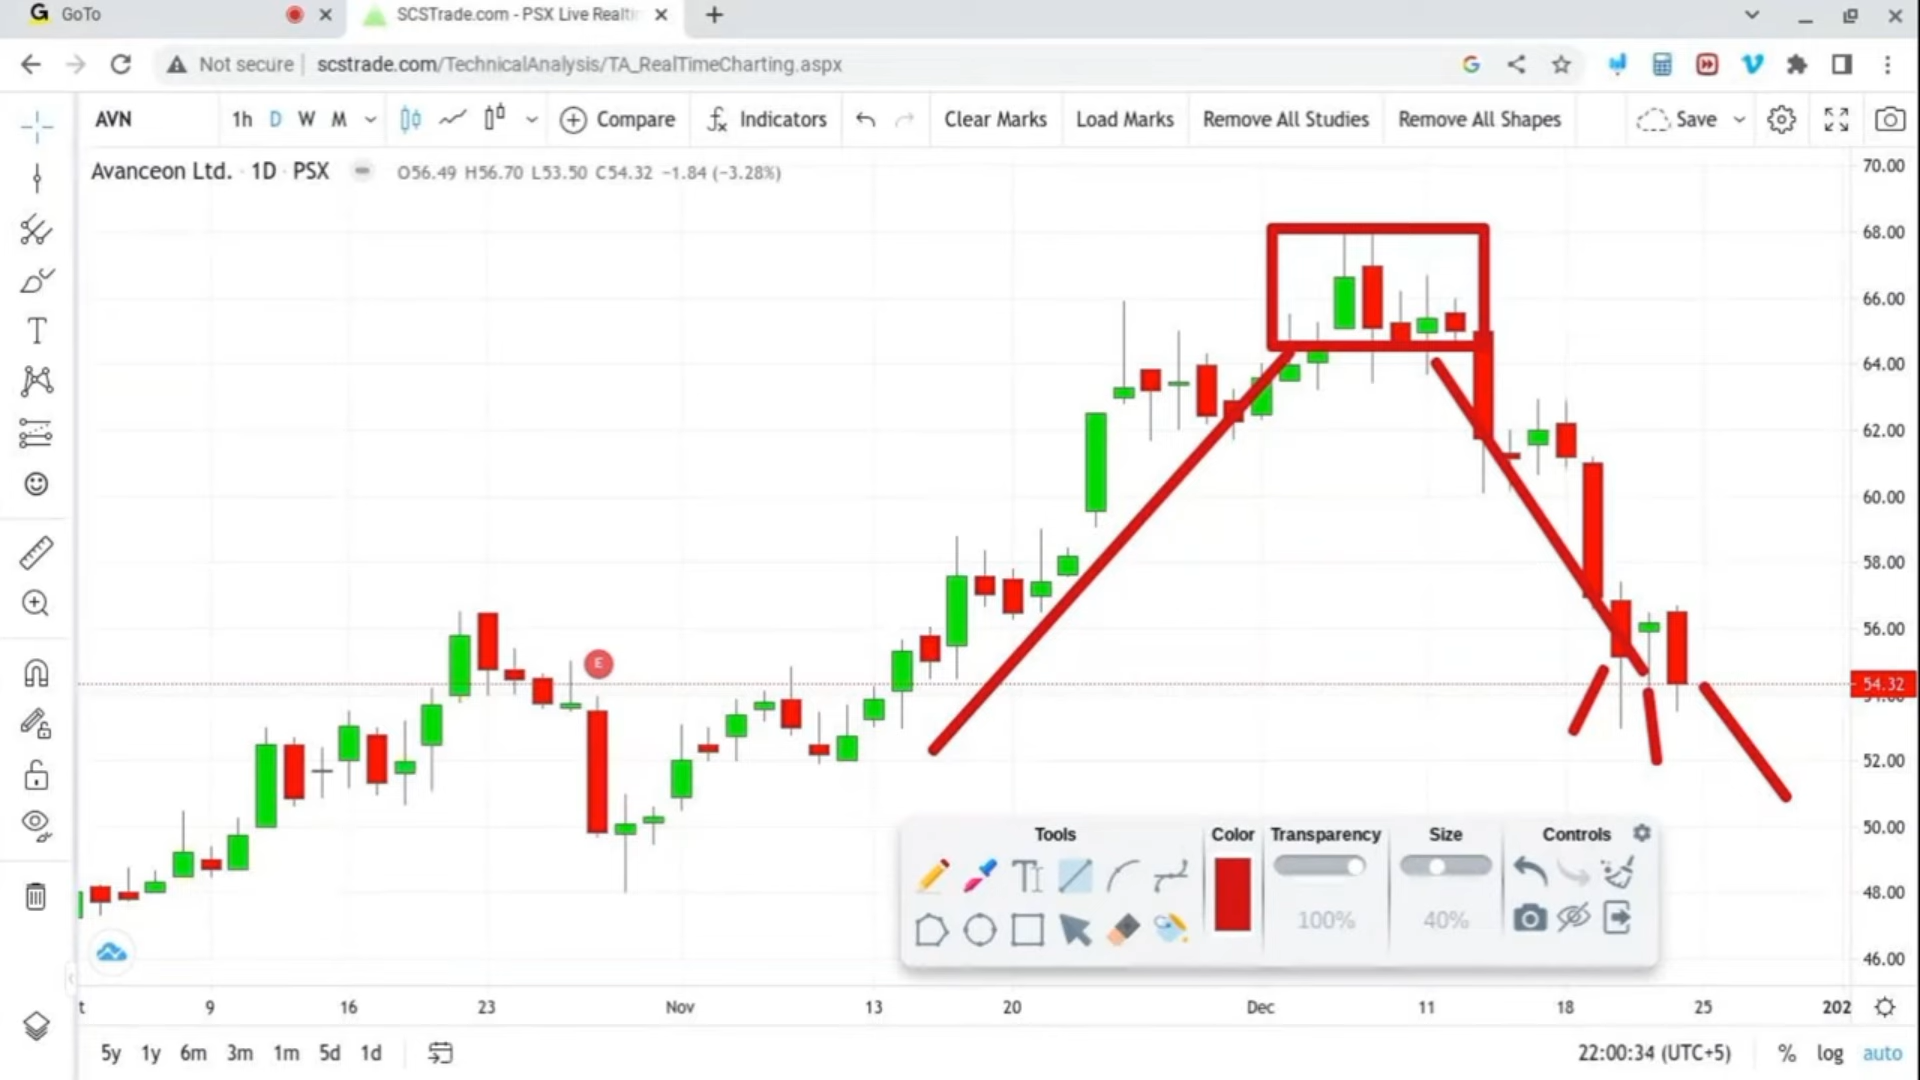 GoTo
SCSTrade.com - PSX Live Realti
Not secure
scstrade.com/TechnicalAnalysis/TA_RealTimeCharting.aspx
AVN
1h D W M
Compare
Indicators
Clear Marks
Load Marks
Remove All Studies
Remove All Shapes
Save
Avanceon Ltd. · 1D · PSX
O56.49 H56.70 L53.50 C54.32 −1.84 (−3.28%)
70.00
68.00
66.00
64.00
62.00
60.00
58.00
56.00
E
54.32
52.00
50.00
48.00
46.00
Tools
Color
Transparency
Size
Controls
100%
40%
t 9 16 23 Nov 13 20 Dec 11 18 25 202
5y 1y 6m 3m 1m 5d 1d
22:00:34 (UTC+5)
% log auto